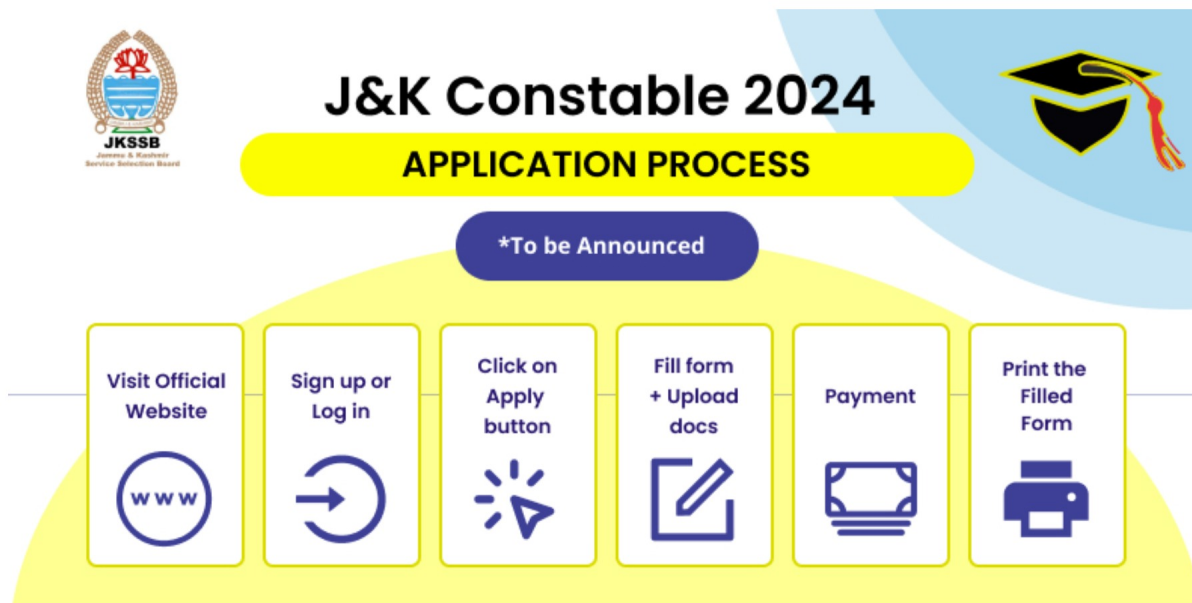 JKSSB
Jammu & Kashmir
Service Selection Board
J&K Constable 2024
APPLICATION PROCESS
*To be Announced
Visit Official
Website
www
Sign up or
Log in
Click on
Apply
button
Fill form
+ Upload
docs
Payment
Print the
Filled
Form